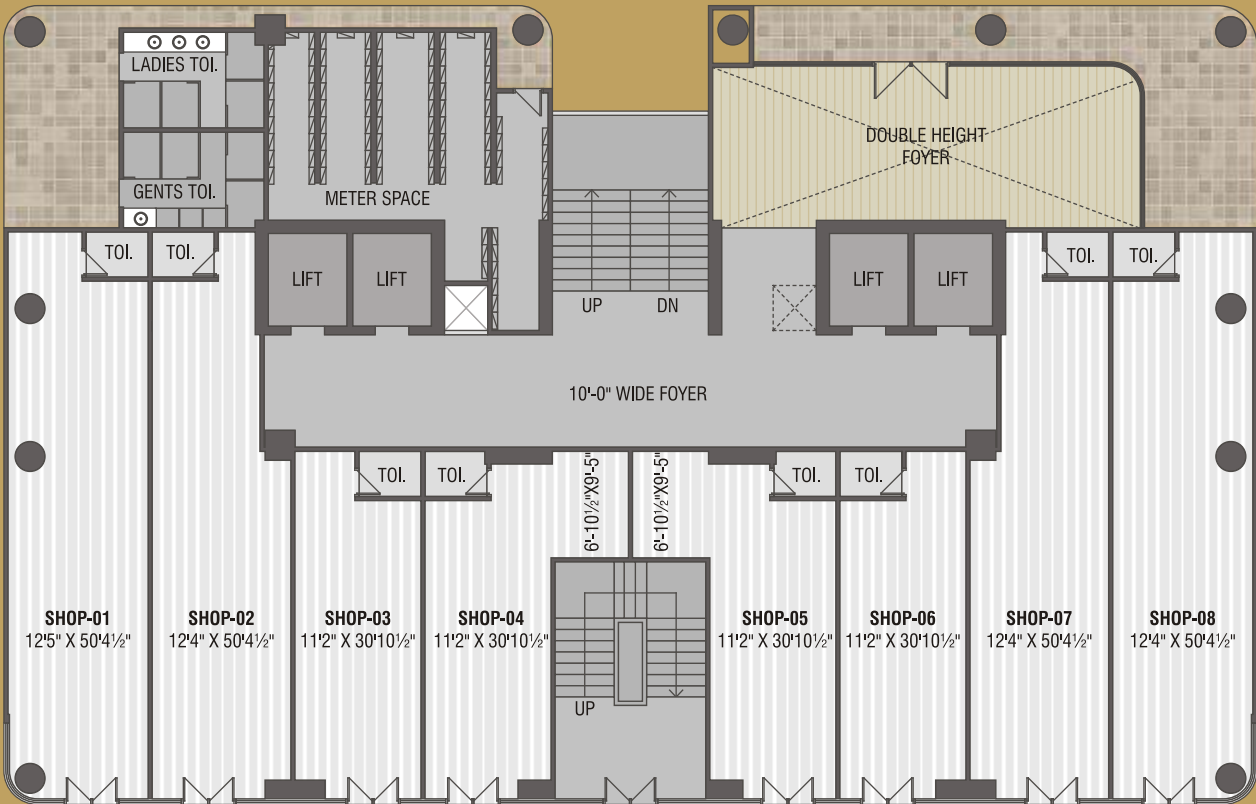 LADIES TOI.
GENTS TOI.
METER SPACE
DOUBLE HEIGHT
FOYER
TOI.
TOI.
LIFT
LIFT
UP
DN
LIFT
LIFT
TOI.
TOI.
10'-0" WIDE FOYER
TOI.
TOI.
6'-10½"X9'-5"
6'-10½"X9'-5"
TOI.
TOI.
SHOP-01
12'5" X 50'4½"
SHOP-02
12'4" X 50'4½"
SHOP-03
11'2" X 30'10½"
SHOP-04
11'2" X 30'10½"
SHOP-05
11'2" X 30'10½"
SHOP-06
11'2" X 30'10½"
SHOP-07
12'4" X 50'4½"
SHOP-08
12'4" X 50'4½"
UP